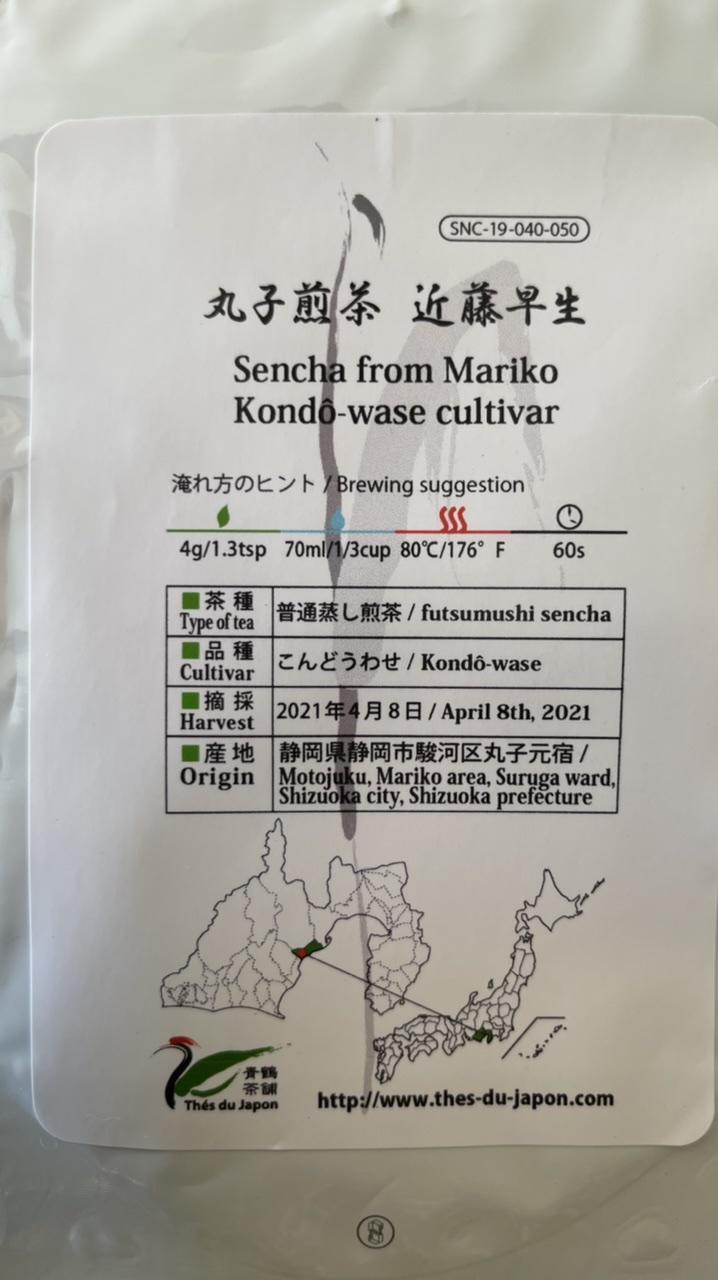 SNC-19-040-050
丸子煎茶 近藤早生
Sencha from Mariko
Kondô-wase cultivar
淹れ方のヒント / Brewing suggestion
4g/1.3tsp 70ml/1/3cup 80℃/176° F 60s
■茶種 普通蒸し煎茶 / futsumushi sencha
Type of tea
■品種 こんどうわせ / Kondô-wase
Cultivar
■摘採 2021年4月8日 / April 8th, 2021
Harvest
■産地 静岡県静岡市駿河区丸子元宿 /
Origin Motojuku, Mariko area, Suruga ward,
Shizuoka city, Shizuoka prefecture
青鶴
茶舗
Thés du Japon
http://www.thes-du-japon.com